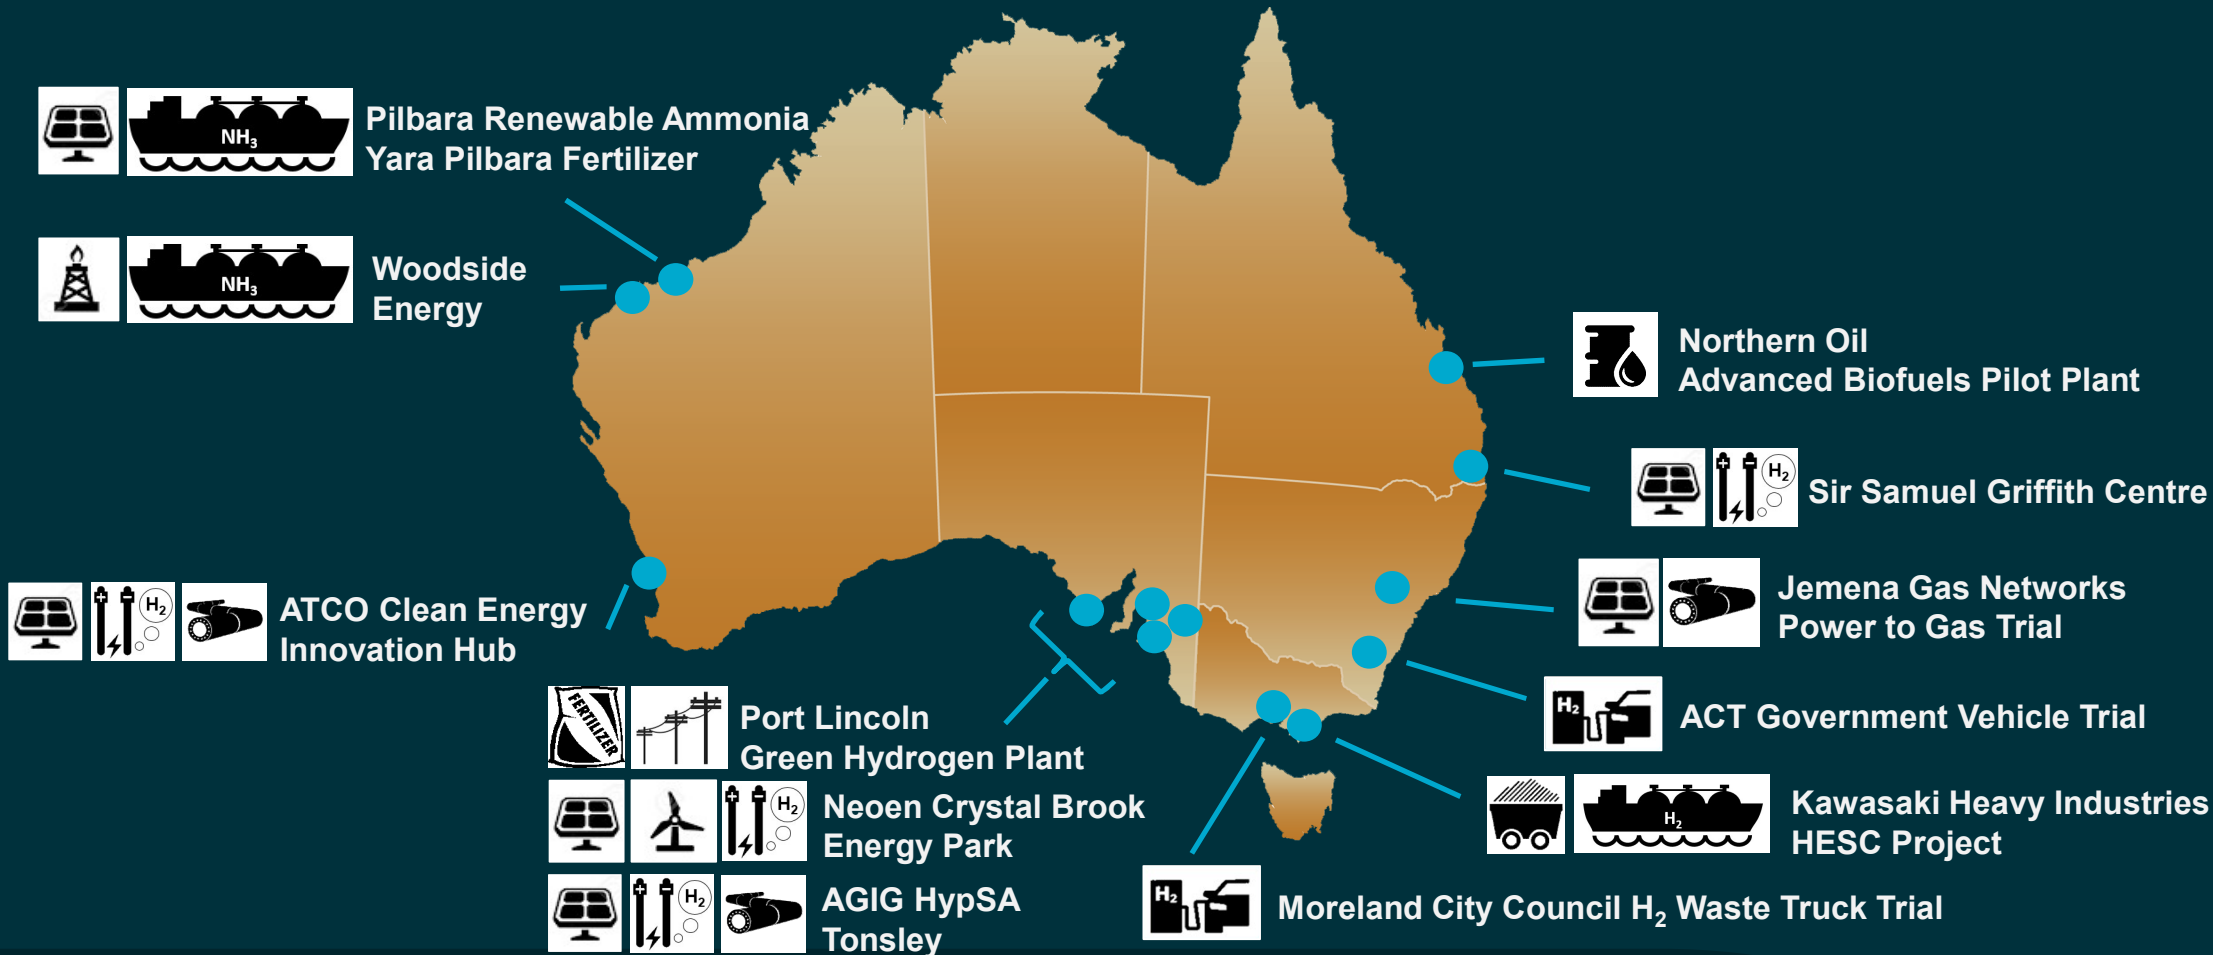 NH₃
Pilbara Renewable Ammonia
Yara Pilbara Fertilizer
NH₃
Woodside
Energy
Northern Oil
Advanced Biofuels Pilot Plant
H₂
Sir Samuel Griffith Centre
Jemena Gas Networks
Power to Gas Trial
H₂
ATCO Clean Energy
Innovation Hub
H₂
ACT Government Vehicle Trial
FERTILIZER
Port Lincoln
Green Hydrogen Plant
H₂
Neoen Crystal Brook
Energy Park
H₂
Kawasaki Heavy Industries
HESC Project
H₂
AGIG HypSA
Tonsley
H₂
Moreland City Council H₂ Waste Truck Trial